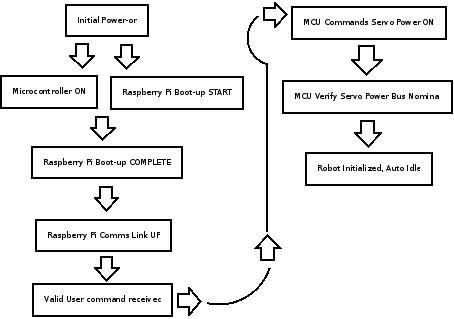 Initial Power-or
Microcontroller ON
Raspberry Pi Boot-up START
Raspberry Pi Boot-up COMPLETE
Raspberry Pi Comms Link UF
Valid User command receivec
MCU Commands Servo Power ON
MCU Verify Servo Power Bus Nomina
Robot Initialized, Auto Idle